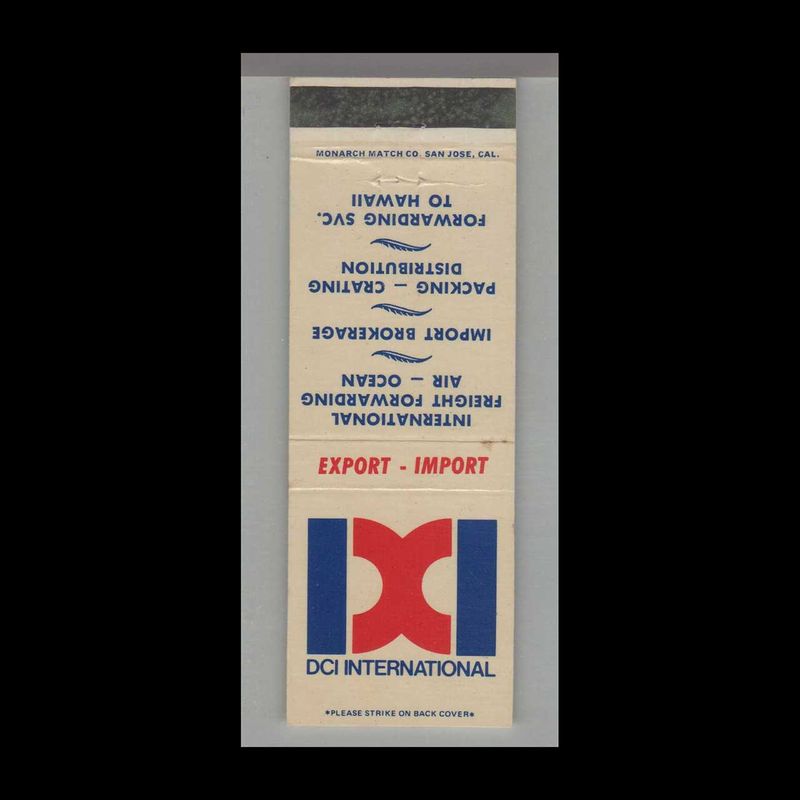 MONARCH MATCH CO. SAN JOSE, CAL.
INTERNATIONAL
FREIGHT FORWARDING
AIR — OCEAN
IMPORT BROKERAGE
PACKING — CRATING
DISTRIBUTION
FORWARDING SVC.
TO HAWAII
EXPORT - IMPORT
DCI INTERNATIONAL
*PLEASE STRIKE ON BACK COVER*